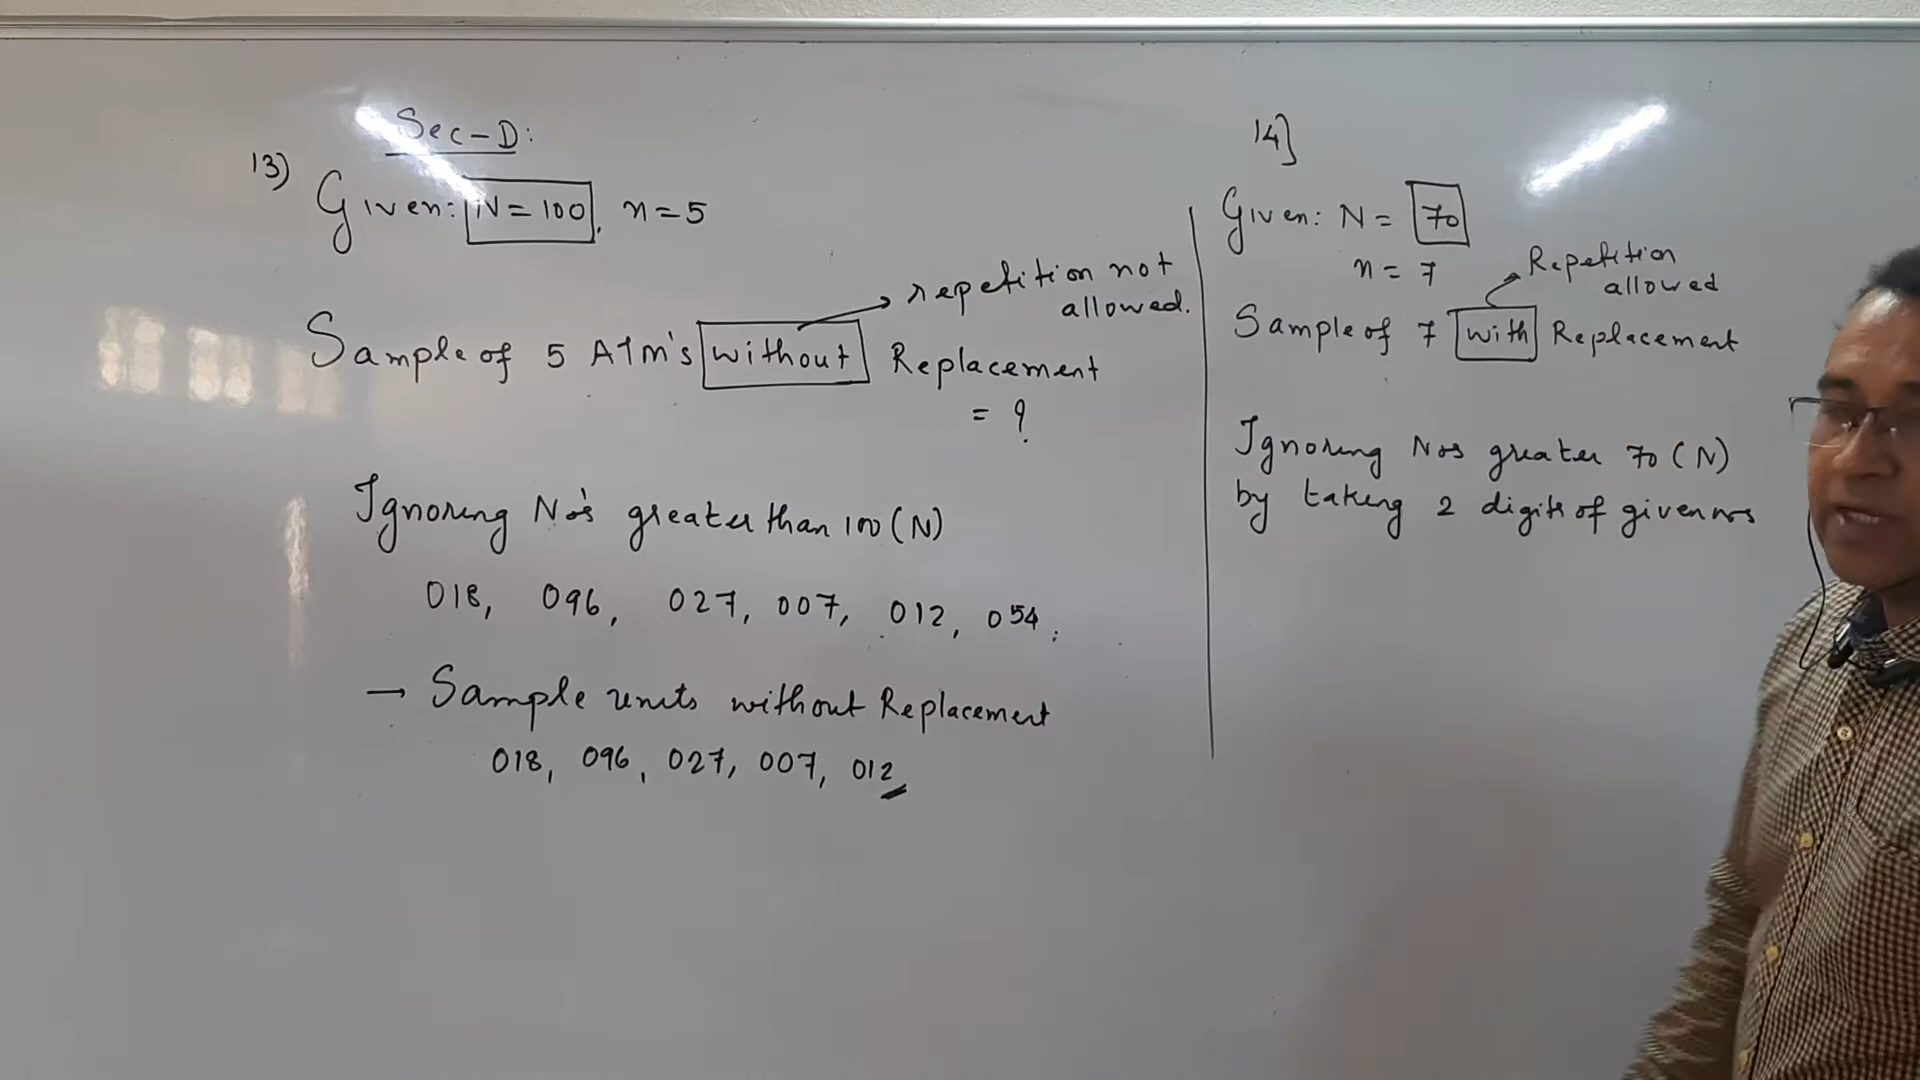 Sec-D:
13)
Given: N = 100, n = 5
repetition not
allowed.
Sample of 5 ATM's without Replacement
= ?
Ignoring No's greater than 100 (N)
018, 096, 027, 007, 012, 054,
→ Sample units without Replacement
018, 096, 027, 007, 012
14]
Given: N = 70
n = 7
Repetition
allowed
Sample of 7 with Replacement
Ignoring Nos greater 70 (N)
by taking 2 digits of given nos